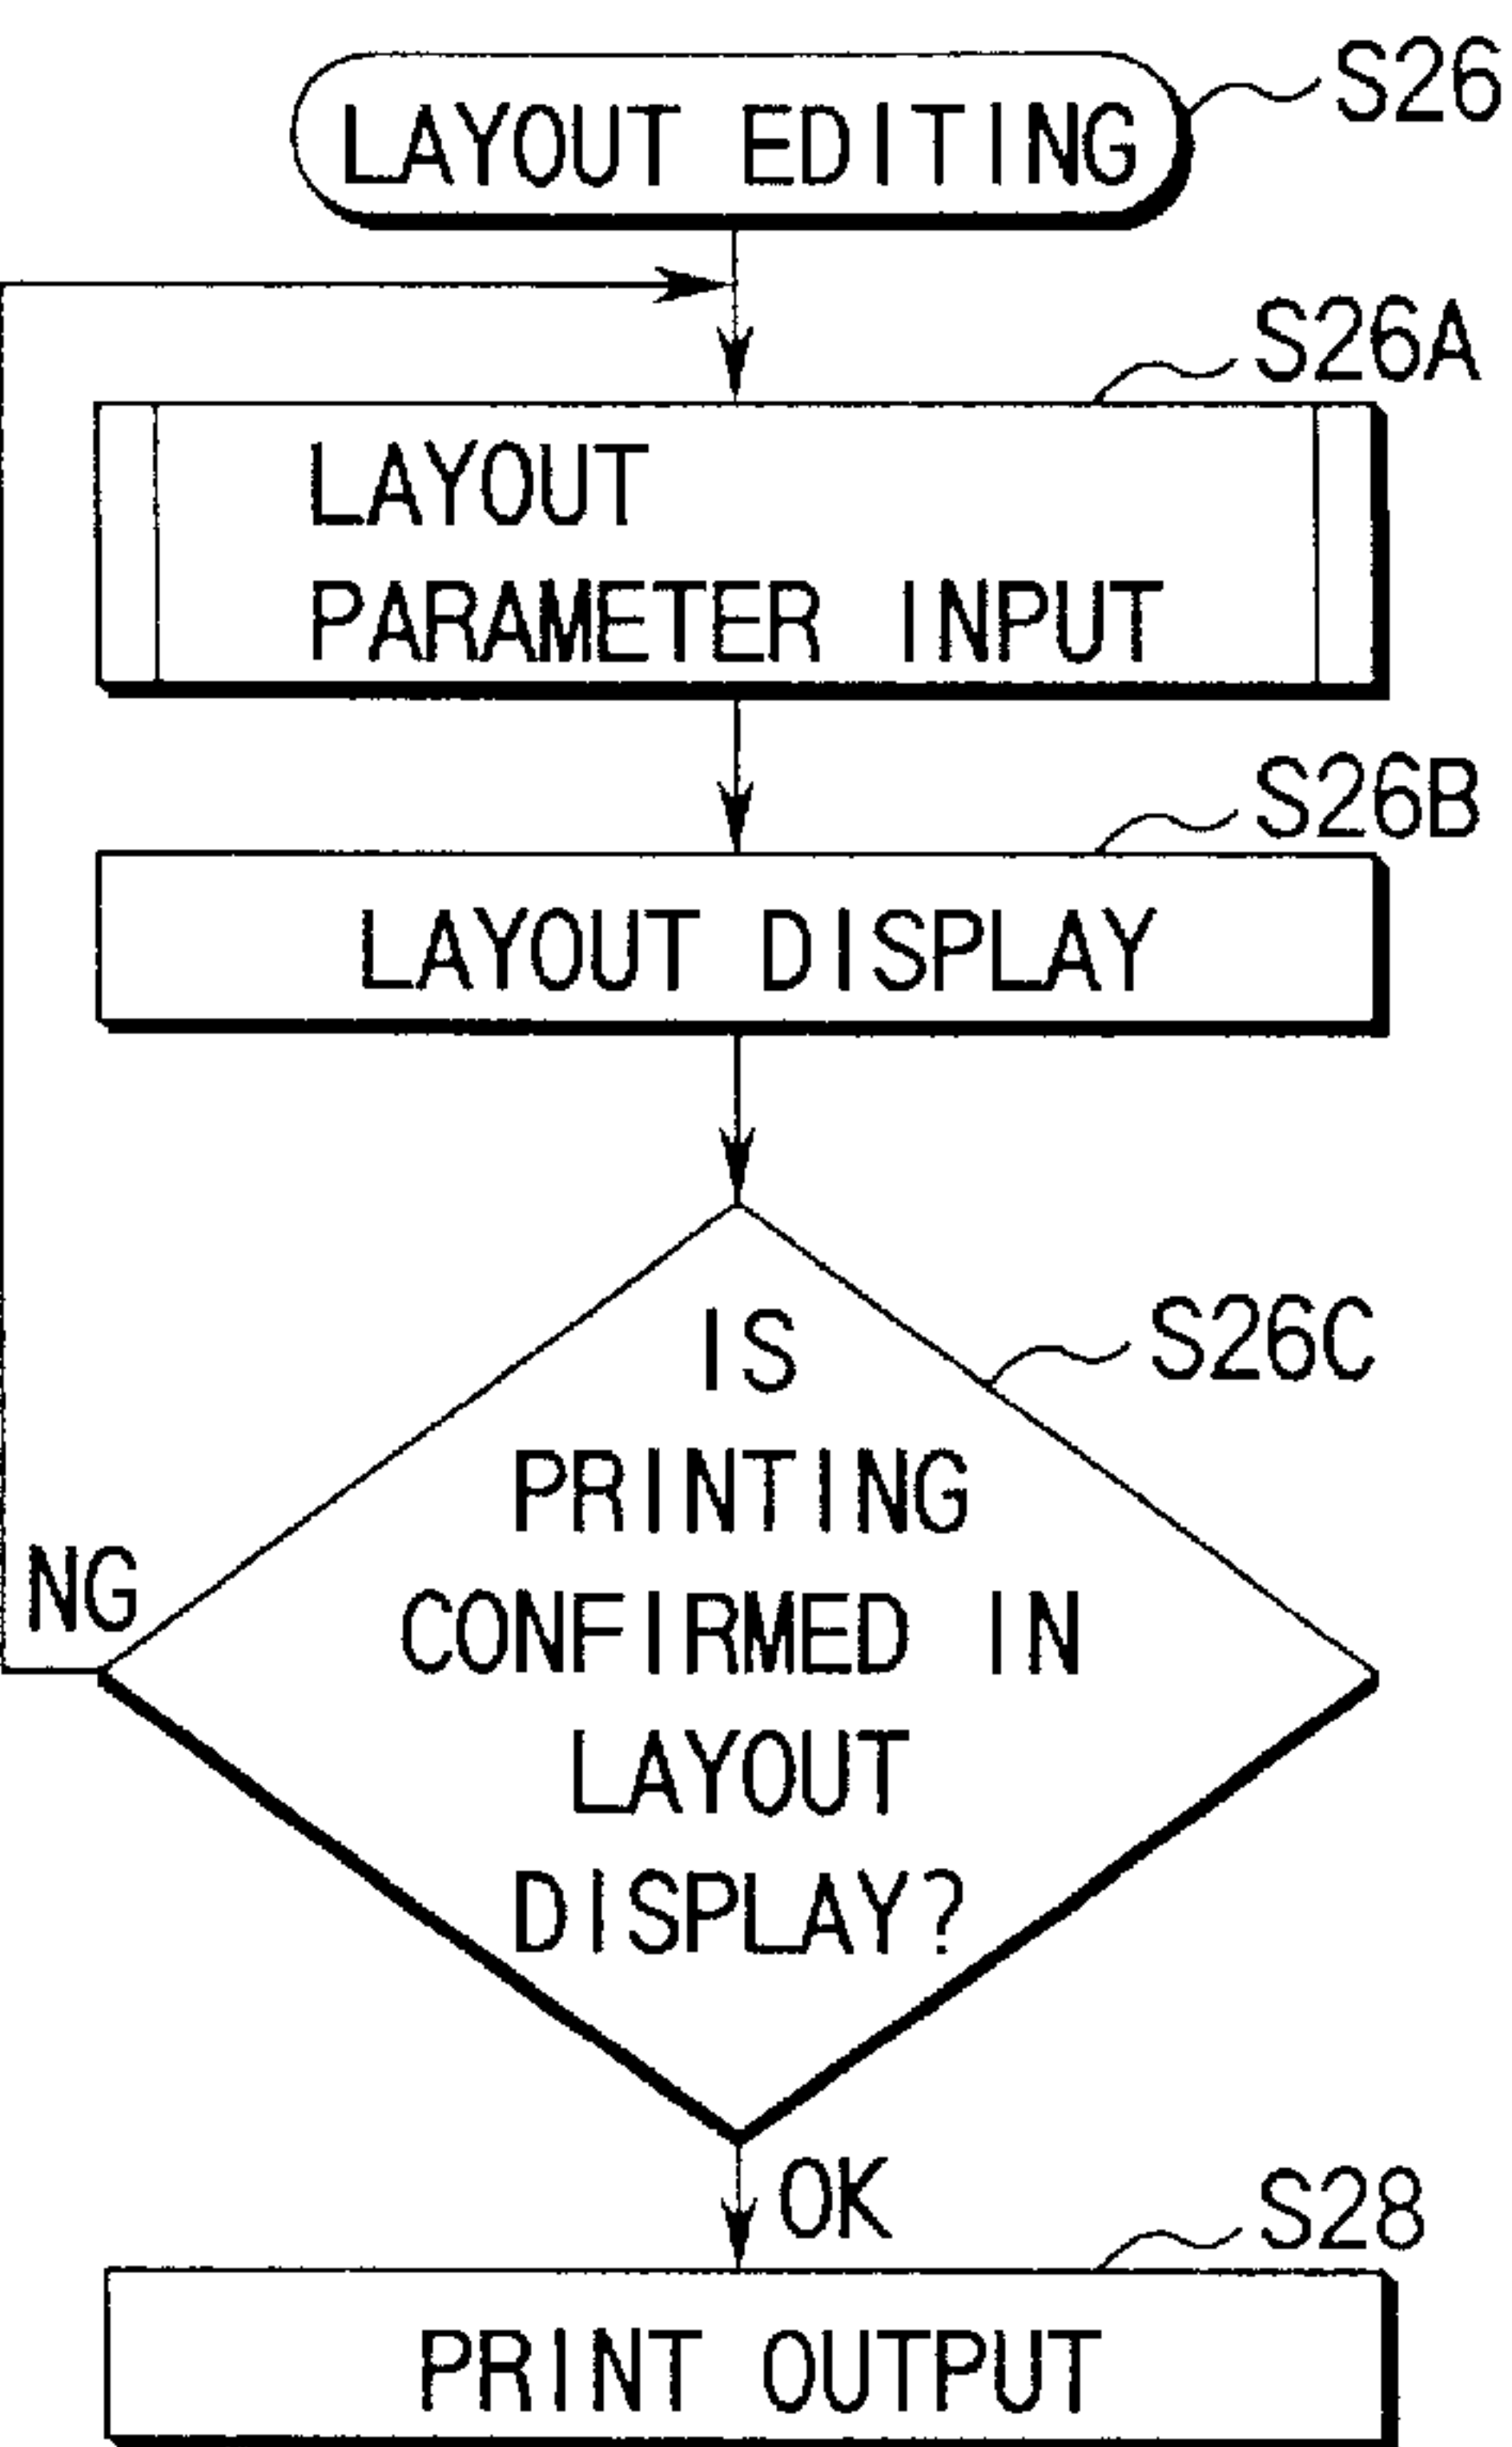 LAYOUT EDITING
S26
S26A
LAYOUT
PARAMETER INPUT
S26B
LAYOUT DISPLAY
S26C
IS
PRINTING
CONFIRMED IN
LAYOUT
DISPLAY?
NG
OK
S28
PRINT OUTPUT